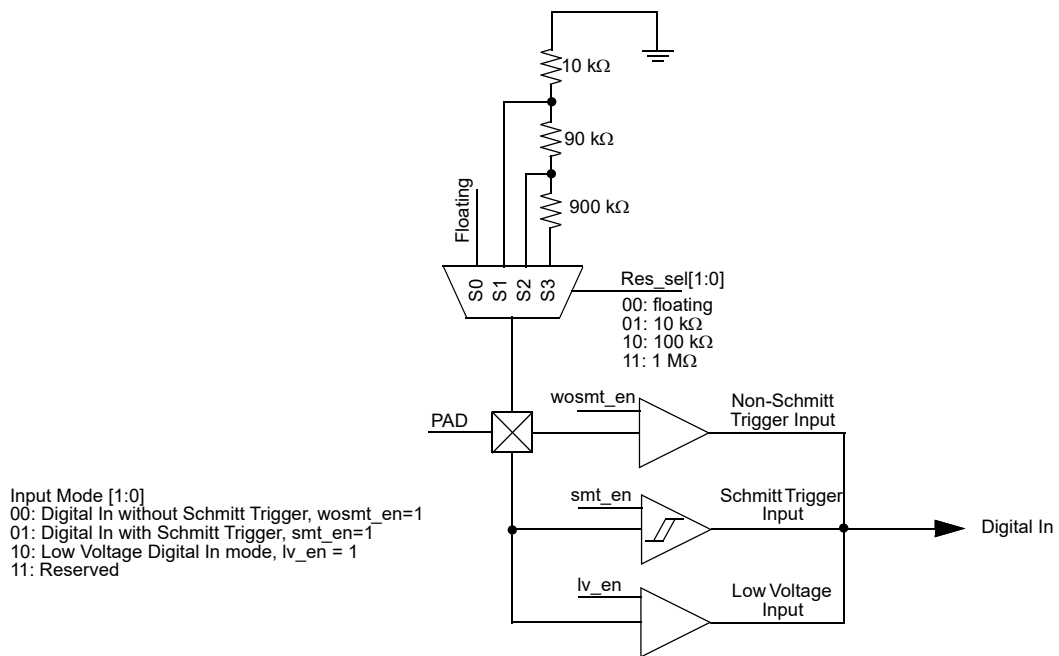 10 kΩ
90 kΩ
900 kΩ
Floating
S0
S1
S2
S3
Res_sel[1:0]
00: floating
01: 10 kΩ
10: 100 kΩ
11: 1 MΩ
PAD
wosmt_en
Non-Schmitt
Trigger Input
Input Mode [1:0]
00: Digital In without Schmitt Trigger, wosmt_en=1
01: Digital In with Schmitt Trigger, smt_en=1
10: Low Voltage Digital In mode, lv_en = 1
11: Reserved
smt_en
Schmitt Trigger
Input
Digital In
lv_en
Low Voltage
Input